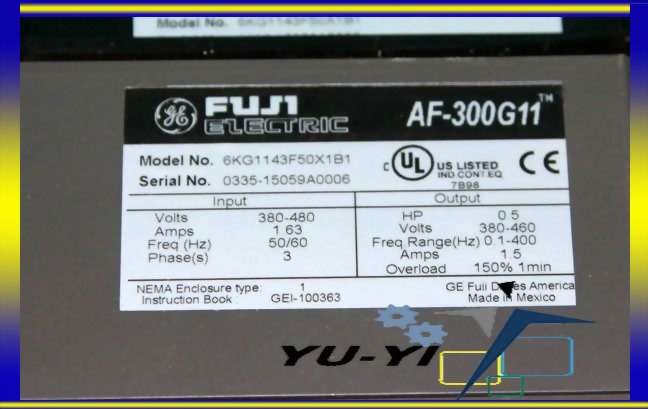 Model No. 6KG1143F50X1B1
GE FUJI ELECTRIC AF-300G11™
Model No. 6KG1143F50X1B1
Serial No. 0335-15059A0006
C UL US LISTED IND.CONT.EQ. 7B98 CE
Input Output
Volts 380-480
Amps 1.63
Freq (Hz) 50/60
Phase(s) 3
HP 0.5
Volts 380-460
Freq Range(Hz) 0.1-400
Amps 1.5
Overload 150% 1min
NEMA Enclosure type: 1
Instruction Book : GEI-100363
GE Fuji America
Made in Mexico
YU-YI